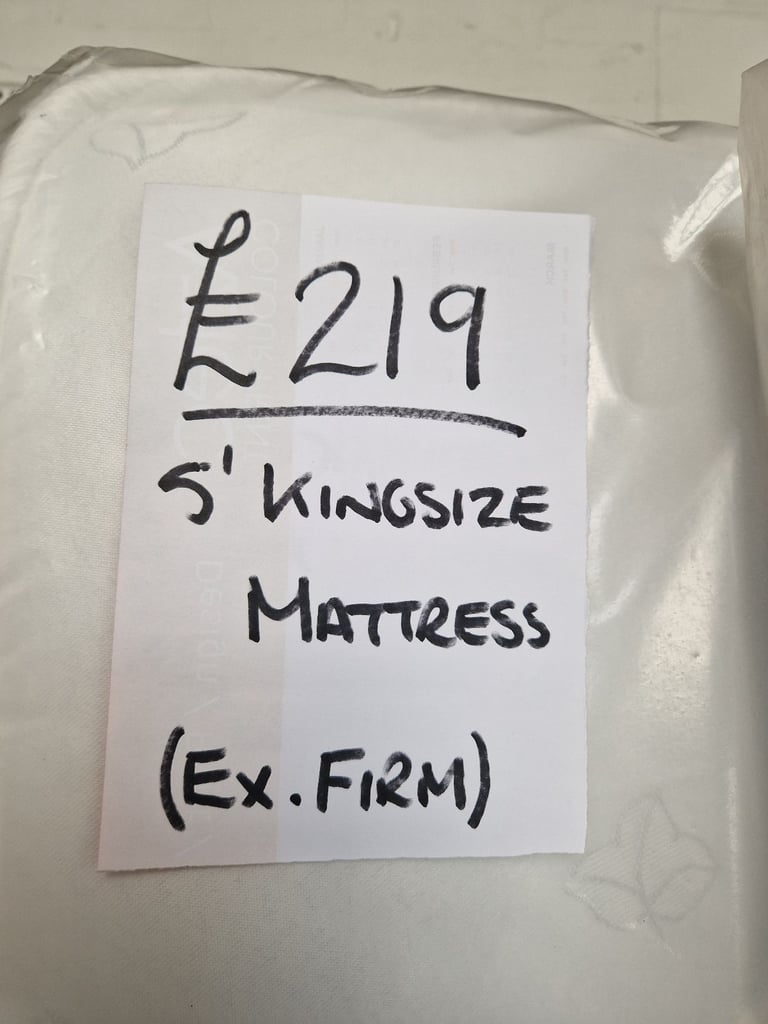 £219
5' KINGSIZE
MATTRESS
(EX. FIRM)